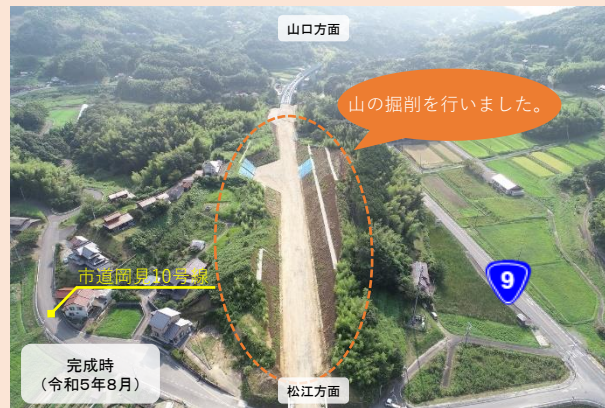 山口方面
山の掘削を行いました。
9
市道岡見10号線
完成時
(令和5年8月)
松江方面